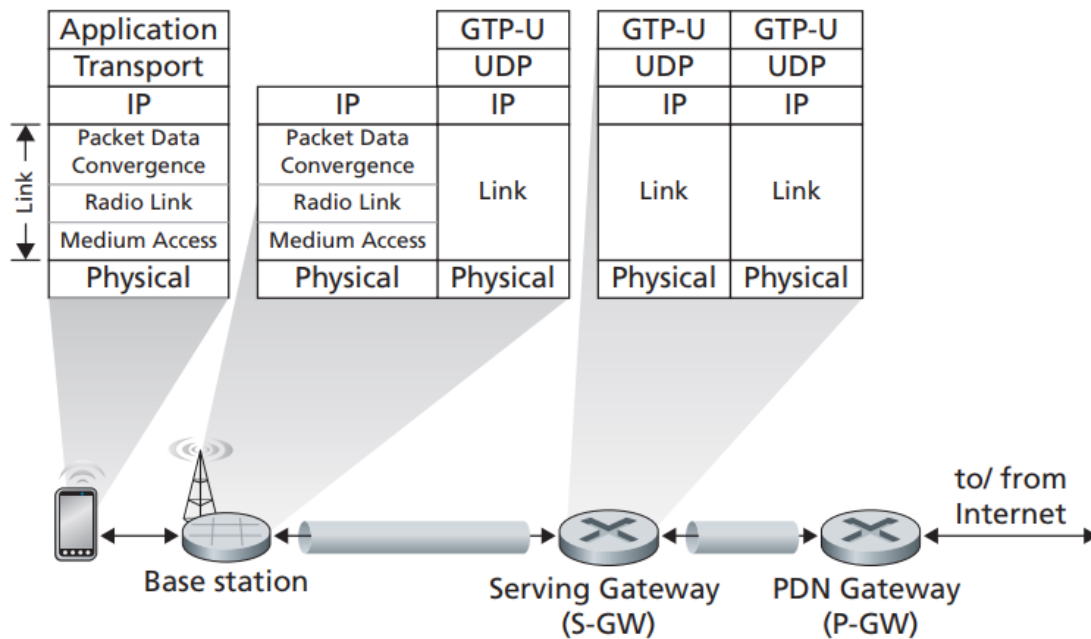 Application
Transport
IP
Packet Data
Convergence
Radio Link
Medium Access
Physical
Link
IP
Packet Data
Convergence
Radio Link
Medium Access
Physical
GTP-U
UDP
IP
Link
Physical
GTP-U
UDP
IP
Link
Physical
GTP-U
UDP
IP
Link
Physical
Base station
Serving Gateway
(S-GW)
PDN Gateway
(P-GW)
to/ from
Internet